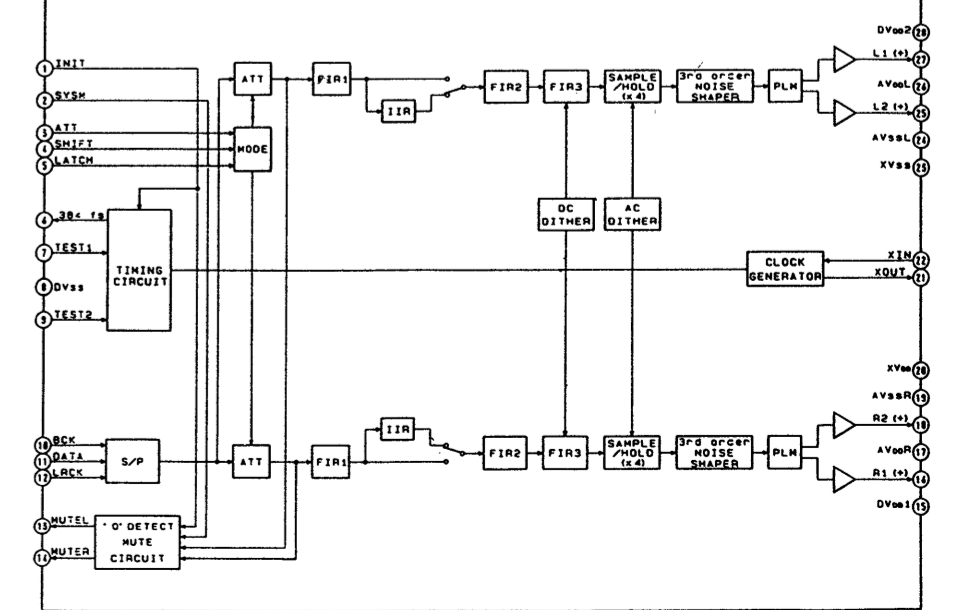 1 INIT
2 SYSM
3 ATT
4 SHIFT
5 LATCH
6 384 fs
7 TEST1
8 DVss
9 TEST2
10 BCK
11 DATA
12 LRCK
13 MUTEL
14 MUTER
TIMING
CIRCUIT
S/P
"0" DETECT
MUTE
CIRCUIT
ATT
MODE
ATT
FIR1
IIR
FIR2
FIR3
SAMPLE
/HOLD
(x 4)
3rd order
NOISE
SHAPER
PLM
DC
DITHER
AC
DITHER
CLOCK
GENERATOR
FIR1
IIR
FIR2
FIR3
SAMPLE
/HOLD
(x 4)
3rd order
NOISE
SHAPER
PLM
DVDD2 28
L1 (+) 27
AVDDL 26
L2 (+) 25
AVssL 24
XVss 23
XIN 22
XOUT 21
XVDD 20
AVssR 19
R2 (+) 18
AVDDR 17
R1 (+) 16
DVDD1 15